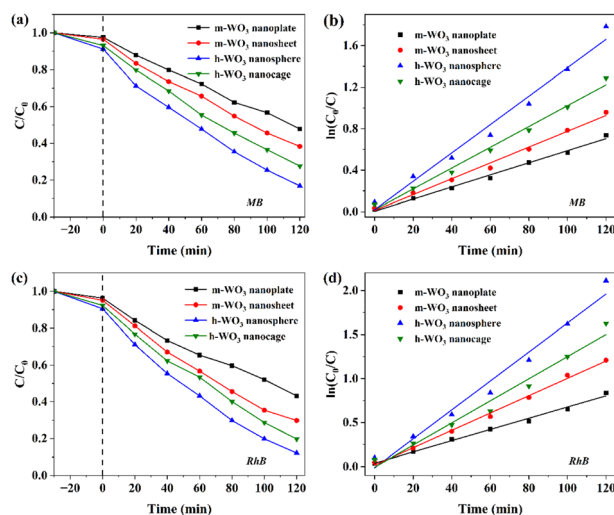 (a)
m-WO₃ nanoplate
m-WO₃ nanosheet
h-WO₃ nanosphere
h-WO₃ nanocage
C/C₀
1.0
0.8
0.6
0.4
0.2
0.0
MB
−20 0 20 40 60 80 100 120
Time (min)
(b)
m-WO₃ nanoplate
m-WO₃ nanosheet
h-WO₃ nanosphere
h-WO₃ nanocage
ln(C₀/C)
1.8
1.2
0.6
0.0
MB
0 20 40 60 80 100 120
Time (min)
(c)
m-WO₃ nanoplate
m-WO₃ nanosheet
h-WO₃ nanosphere
h-WO₃ nanocage
C/C₀
1.0
0.8
0.6
0.4
0.2
0.0
RhB
−20 0 20 40 60 80 100 120
Time (min)
(d)
m-WO₃ nanoplate
m-WO₃ nanosheet
h-WO₃ nanosphere
h-WO₃ nanocage
ln(C₀/C)
2.0
1.5
1.0
0.5
0.0
RhB
0 20 40 60 80 100 120
Time (min)